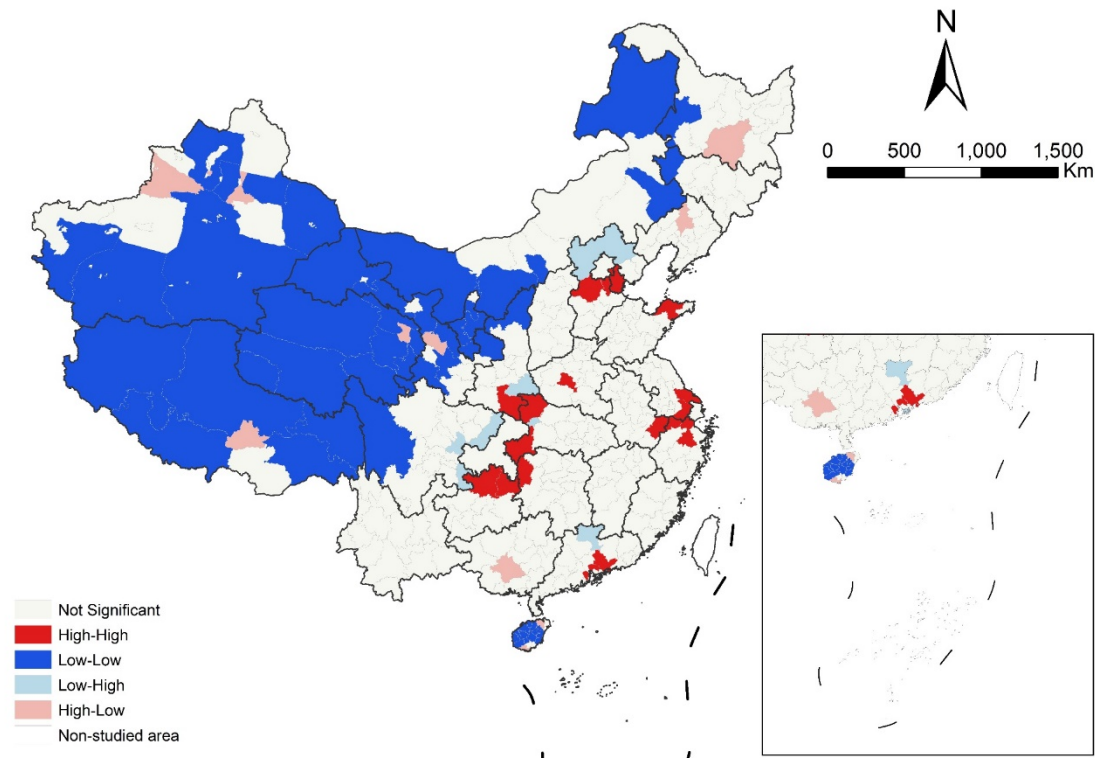 N
0 500 1,000 1,500
Km
Not Significant
High-High
Low-Low
Low-High
High-Low
Non-studied area